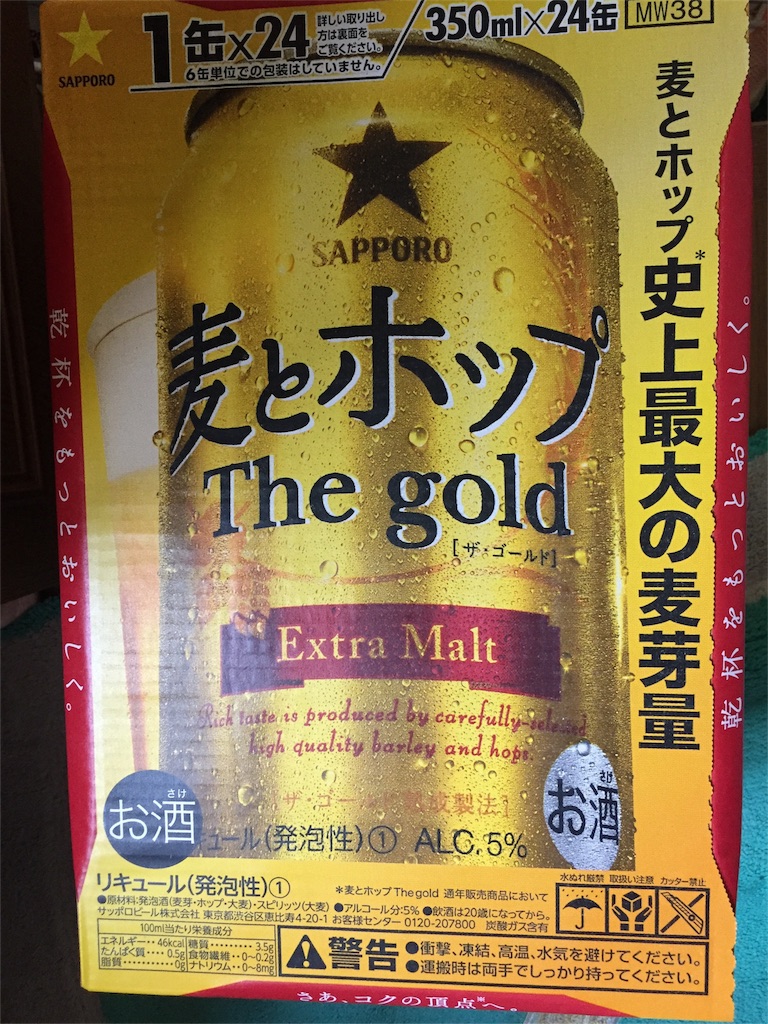 SAPPORO
1缶×24
詳しい取り出し
方は裏面を
ご覧ください。
6缶単位での包装はしていません。
350ml×24缶
MW38
麦とホップ
史上最大の麦芽量
*
SAPPORO
麦とホップ
The gold
[ザ・ゴールド]
Extra Malt
Rich taste is produced by carefully-selected
high quality barley and hops.
乾杯をもっとおいしく。
乾杯をもっとおいしく。
さけ
お酒
さけ
お酒
ュール(発泡性)① ALC.5%
リキュール(発泡性)①
*麦とホップ The gold 通年販売商品において
●原材料:発泡酒(麦芽・ホップ・大麦)・スピリッツ(大麦) ●アルコール分:5% ●飲酒は20歳になってから。
サッポロビール株式会社 東京都渋谷区恵比寿4-20-1 お客様センター 0120-207800 炭酸ガス含有
水ぬれ厳禁 取扱い注意 カッター禁止
100ml当たり栄養成分
エネルギー‥46kcal 糖質‥‥‥‥3.5g
たんぱく質‥‥0.5g 食物繊維‥0~0.2g
脂質‥‥‥‥‥0g ナトリウム‥0~8mg
警告
●衝撃、凍結、高温、水気を避けてください。
●運搬時は両手でしっかり持ってください。
さあ、コクの頂点※へ。